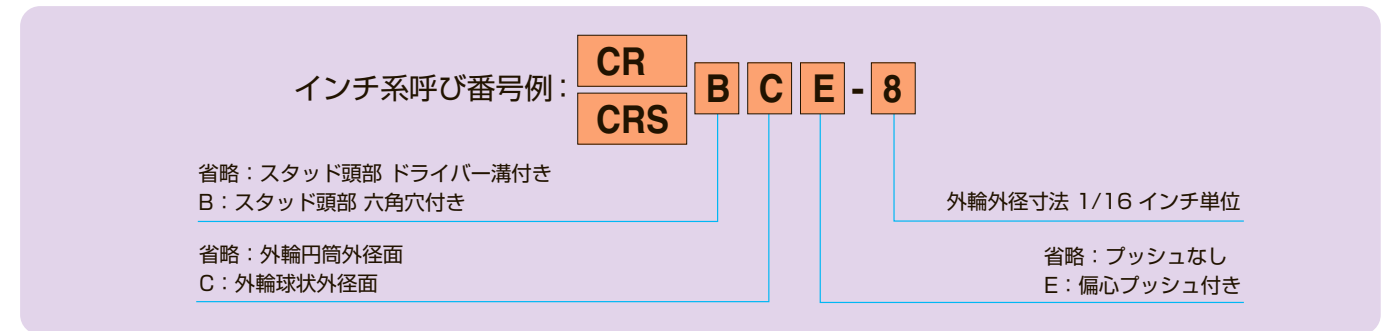 インチ系呼び番号例：
CR
CRS
B C E - 8
省略：スタッド頭部 ドライバー溝付き
B：スタッド頭部 六角穴付き
外輪外径寸法 1/16 インチ単位
省略：外輪円筒外径面
C：外輪球状外径面
省略：プッシュなし
E：偏心プッシュ付き